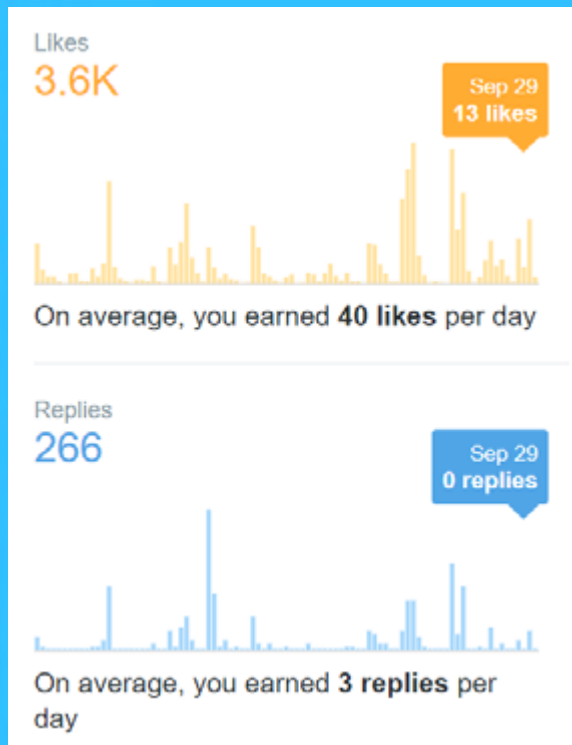 Likes
3.6K
Sep 29
13 likes
On average, you earned 40 likes per day
Replies
266
Sep 29
0 replies
On average, you earned 3 replies per
day